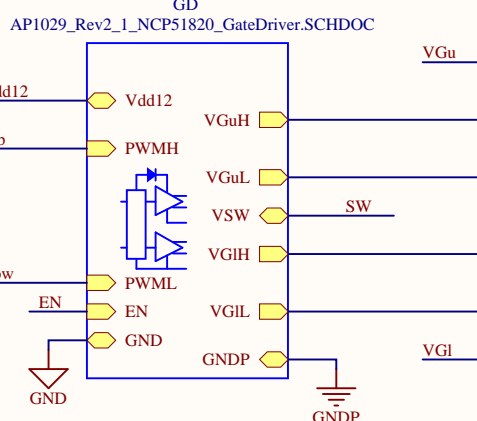 GD
AP1029_Rev2_1_NCP51820_GateDriver.SCHDOC
VGu
Vdd12
VGuH
PWMH
VGuL
VSW
SW
VGlH
PWML
EN
EN
VGlL
GND
GNDP
VGl
GND
GNDP